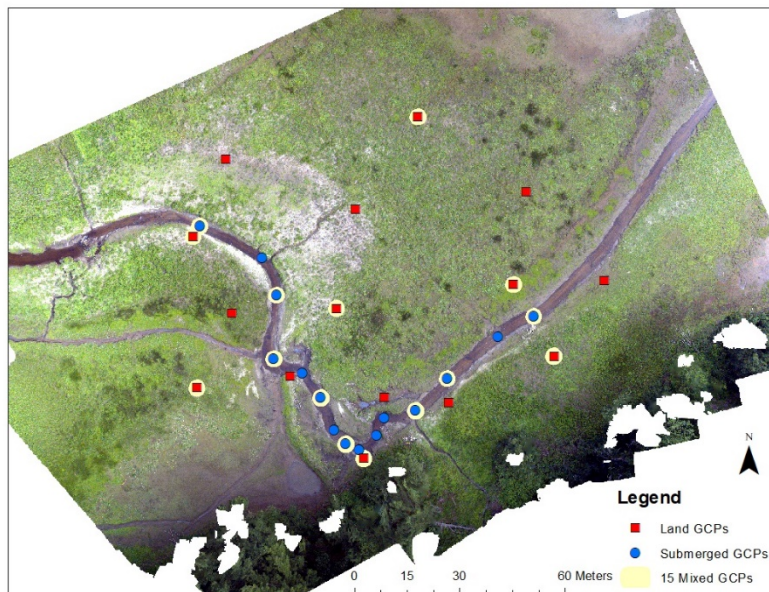 N
Legend
Land GCPs
Submerged GCPs
15 Mixed GCPs
0 15 30 60 Meters